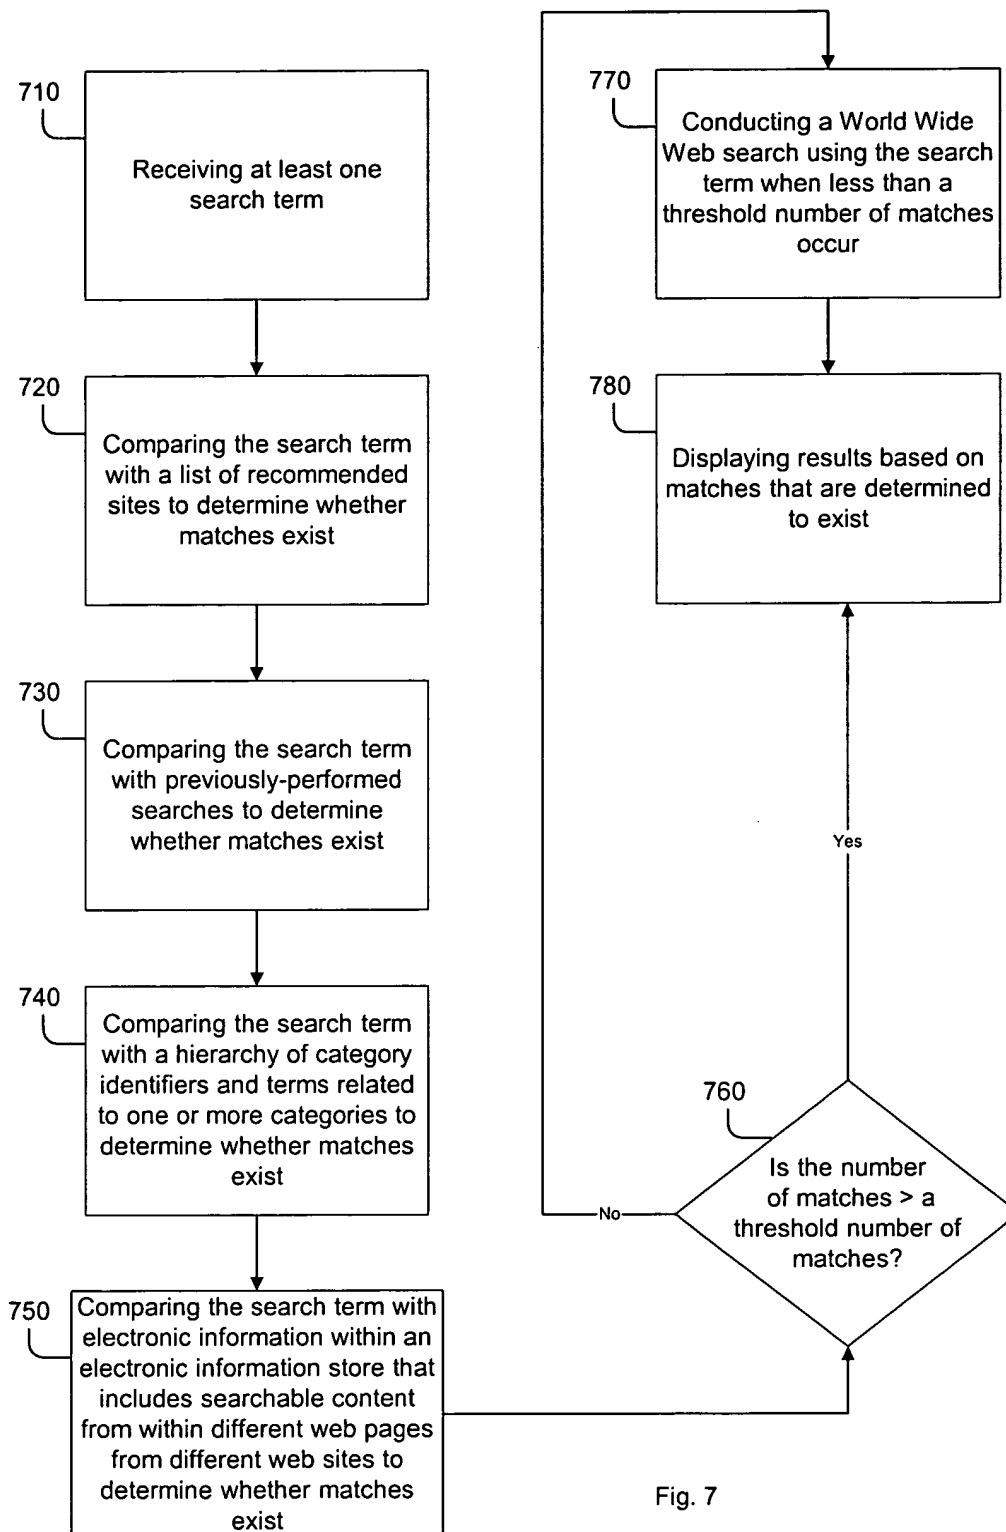 710
Receiving at least one
search term
720
Comparing the search term
with a list of recommended
sites to determine whether
matches exist
730
Comparing the search term
with previously-performed
searches to determine
whether matches exist
740
Comparing the search term
with a hierarchy of category
identifiers and terms related
to one or more categories to
determine whether matches
exist
750
Comparing the search term with
electronic information within an
electronic information store that
includes searchable content
from within different web pages
from different web sites to
determine whether matches
exist
760
Is the number
of matches > a
threshold number of
matches?
No
Yes
770
Conducting a World Wide
Web search using the search
term when less than a
threshold number of matches
occur
780
Displaying results based on
matches that are determined
to exist
Fig. 7